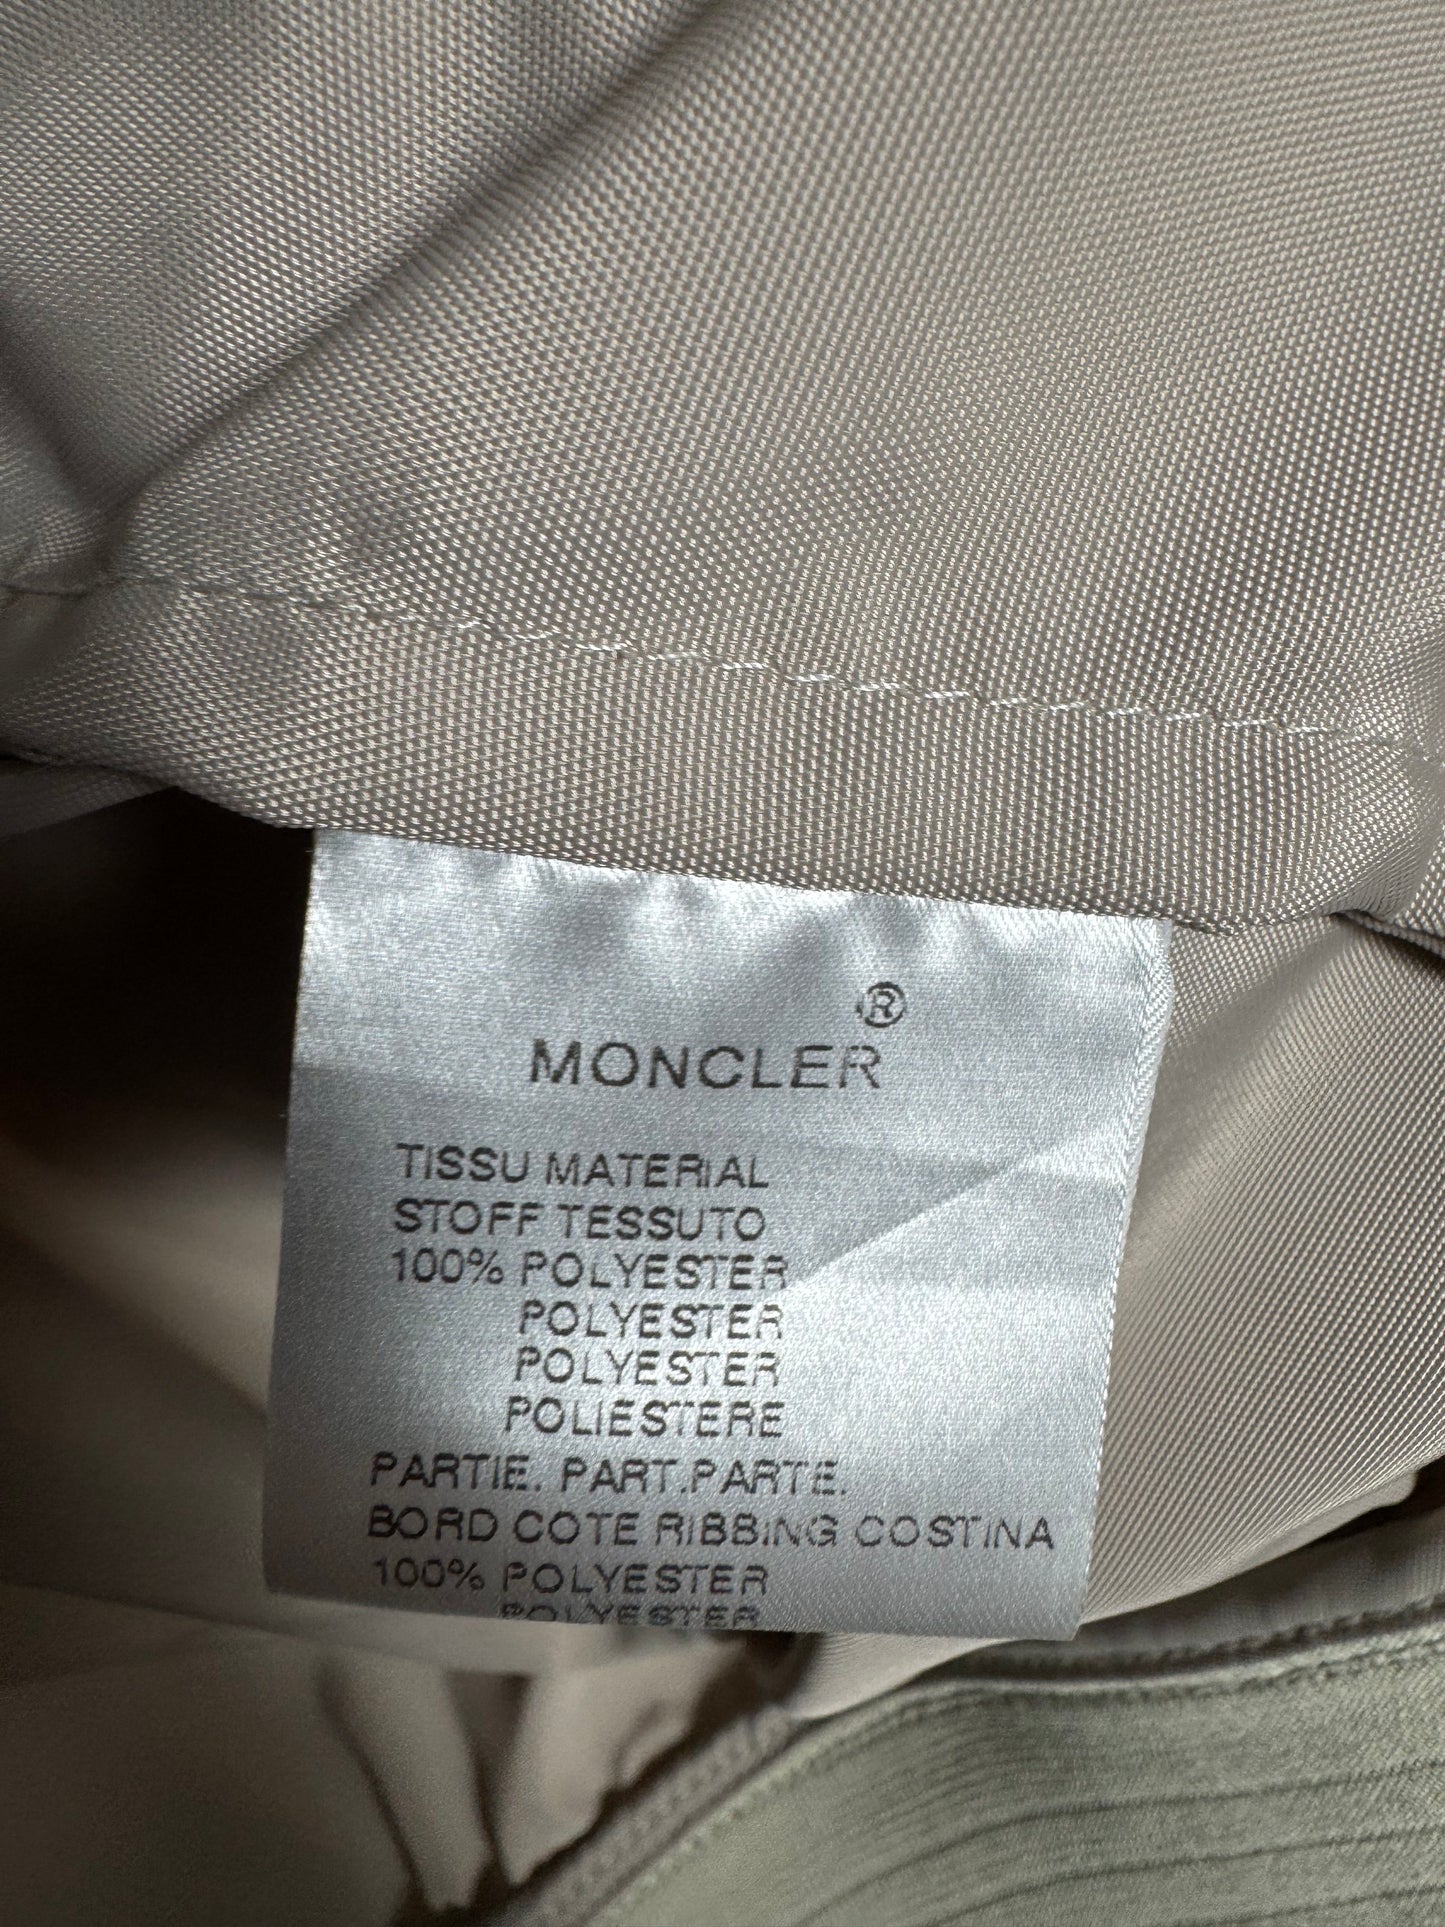 ®
MONCLER
TISSU MATERIAL
STOFF TESSUTO
100% POLYESTER
POLYESTER
POLYESTER
POLIESTERE
PARTIE. PART.PARTE.
BORD COTE RIBBING COSTINA
100% POLYESTER
POLYESTER